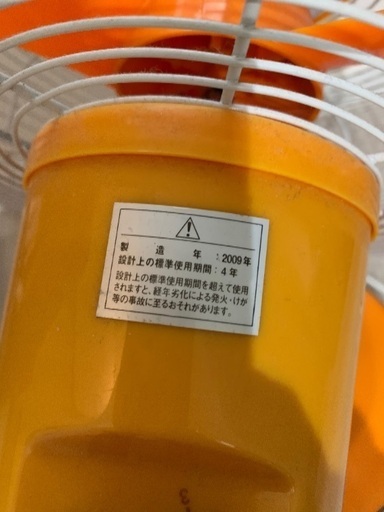 製造年：2009年
設計上の標準使用期間：4年
設計上の標準使用期間を超えて使用
されますと、経年劣化による発火・けが
等の事故に至るおそれがあります。